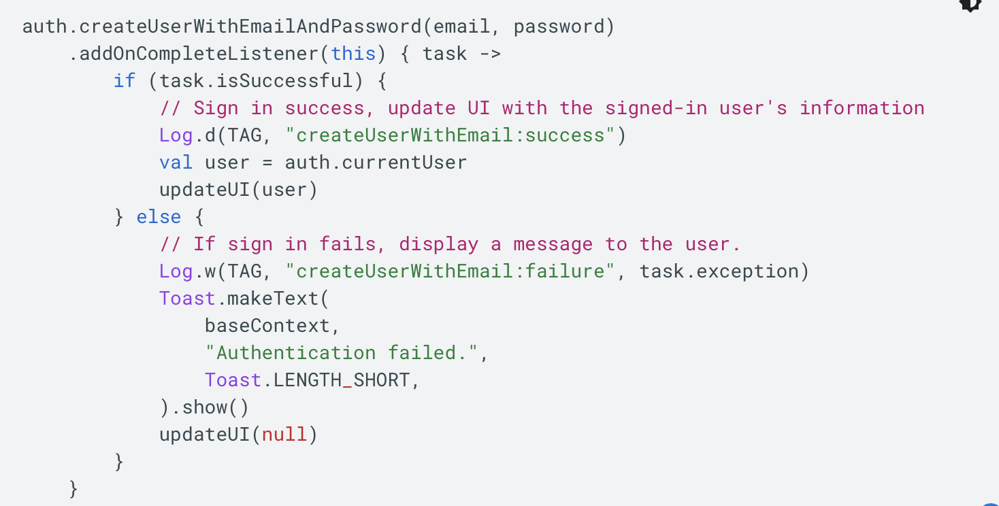 auth.createUserWithEmailAndPassword(email, password)
    .addOnCompleteListener(this) { task ->
        if (task.isSuccessful) {
            // Sign in success, update UI with the signed-in user's information
            Log.d(TAG, "createUserWithEmail:success")
            val user = auth.currentUser
            updateUI(user)
        } else {
            // If sign in fails, display a message to the user.
            Log.w(TAG, "createUserWithEmail:failure", task.exception)
            Toast.makeText(
                baseContext,
                "Authentication failed.",
                Toast.LENGTH_SHORT,
            ).show()
            updateUI(null)
        }
    }